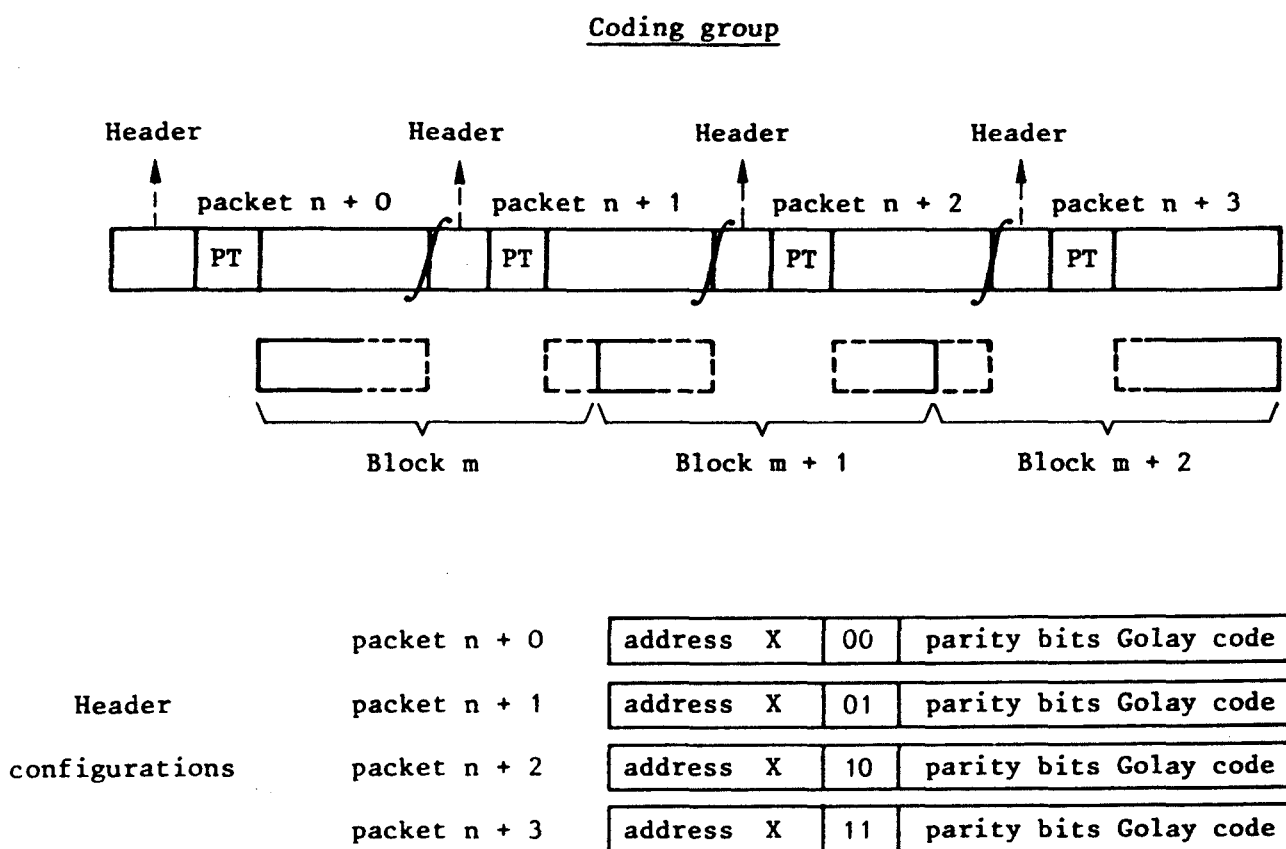 Coding group
Header Header Header Header
packet n + 0 packet n + 1 packet n + 2 packet n + 3
PT PT PT PT
Block m Block m + 1 Block m + 2
packet n + 0 address X 00 parity bits Golay code
Header packet n + 1 address X 01 parity bits Golay code
configurations packet n + 2 address X 10 parity bits Golay code
packet n + 3 address X 11 parity bits Golay code